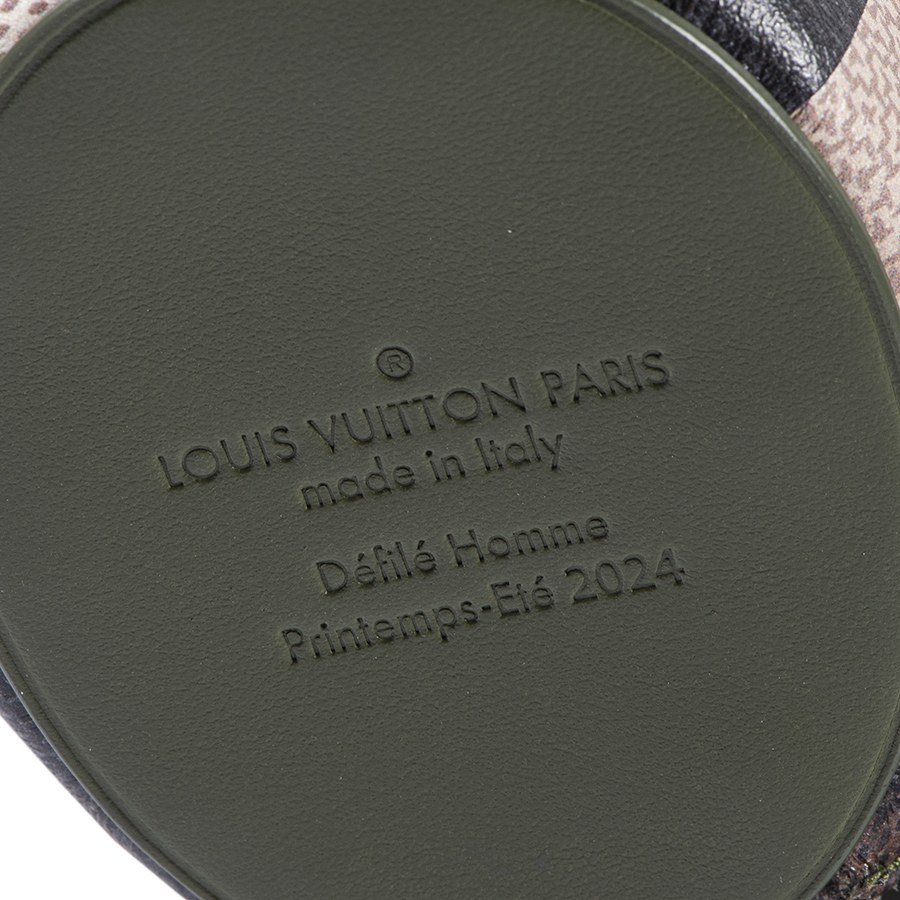 ®
LOUIS VUITTON PARIS
made in Italy
Défilé Homme
Printemps-Eté 2024